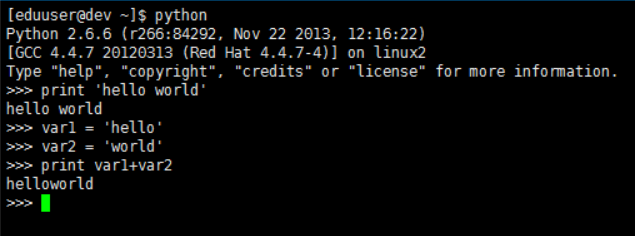 [eduuser@dev ~]$ python
Python 2.6.6 (r266:84292, Nov 22 2013, 12:16:22)
[GCC 4.4.7 20120313 (Red Hat 4.4.7-4)] on linux2
Type "help", "copyright", "credits" or "license" for more information.
>>> print 'hello world'
hello world
>>> var1 = 'hello'
>>> var2 = 'world'
>>> print var1+var2
helloworld
>>>